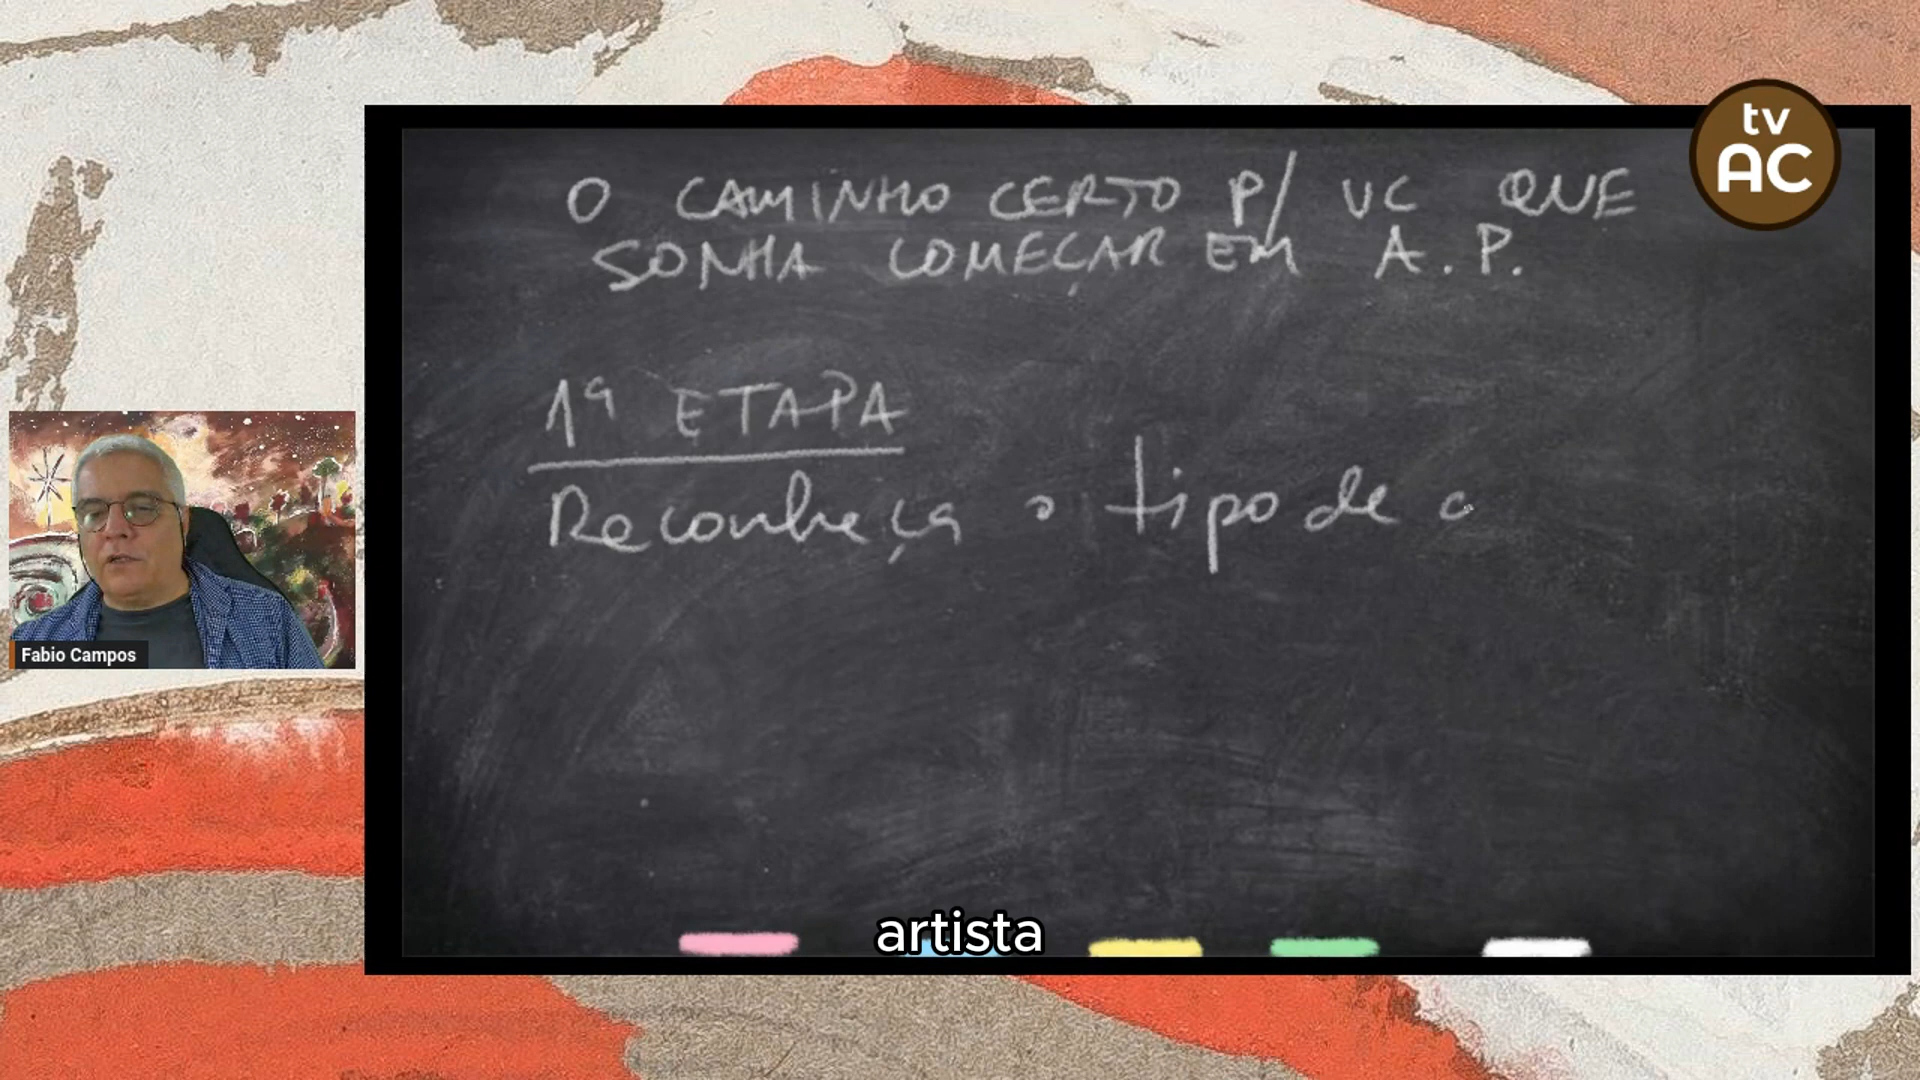 tv
AC
O CAMINHO CERTO P/ VC QUE
SONHA COMEÇAR EM A.P.
1ª ETAPA
Reconheça o tipo de a
Fabio Campos
artista